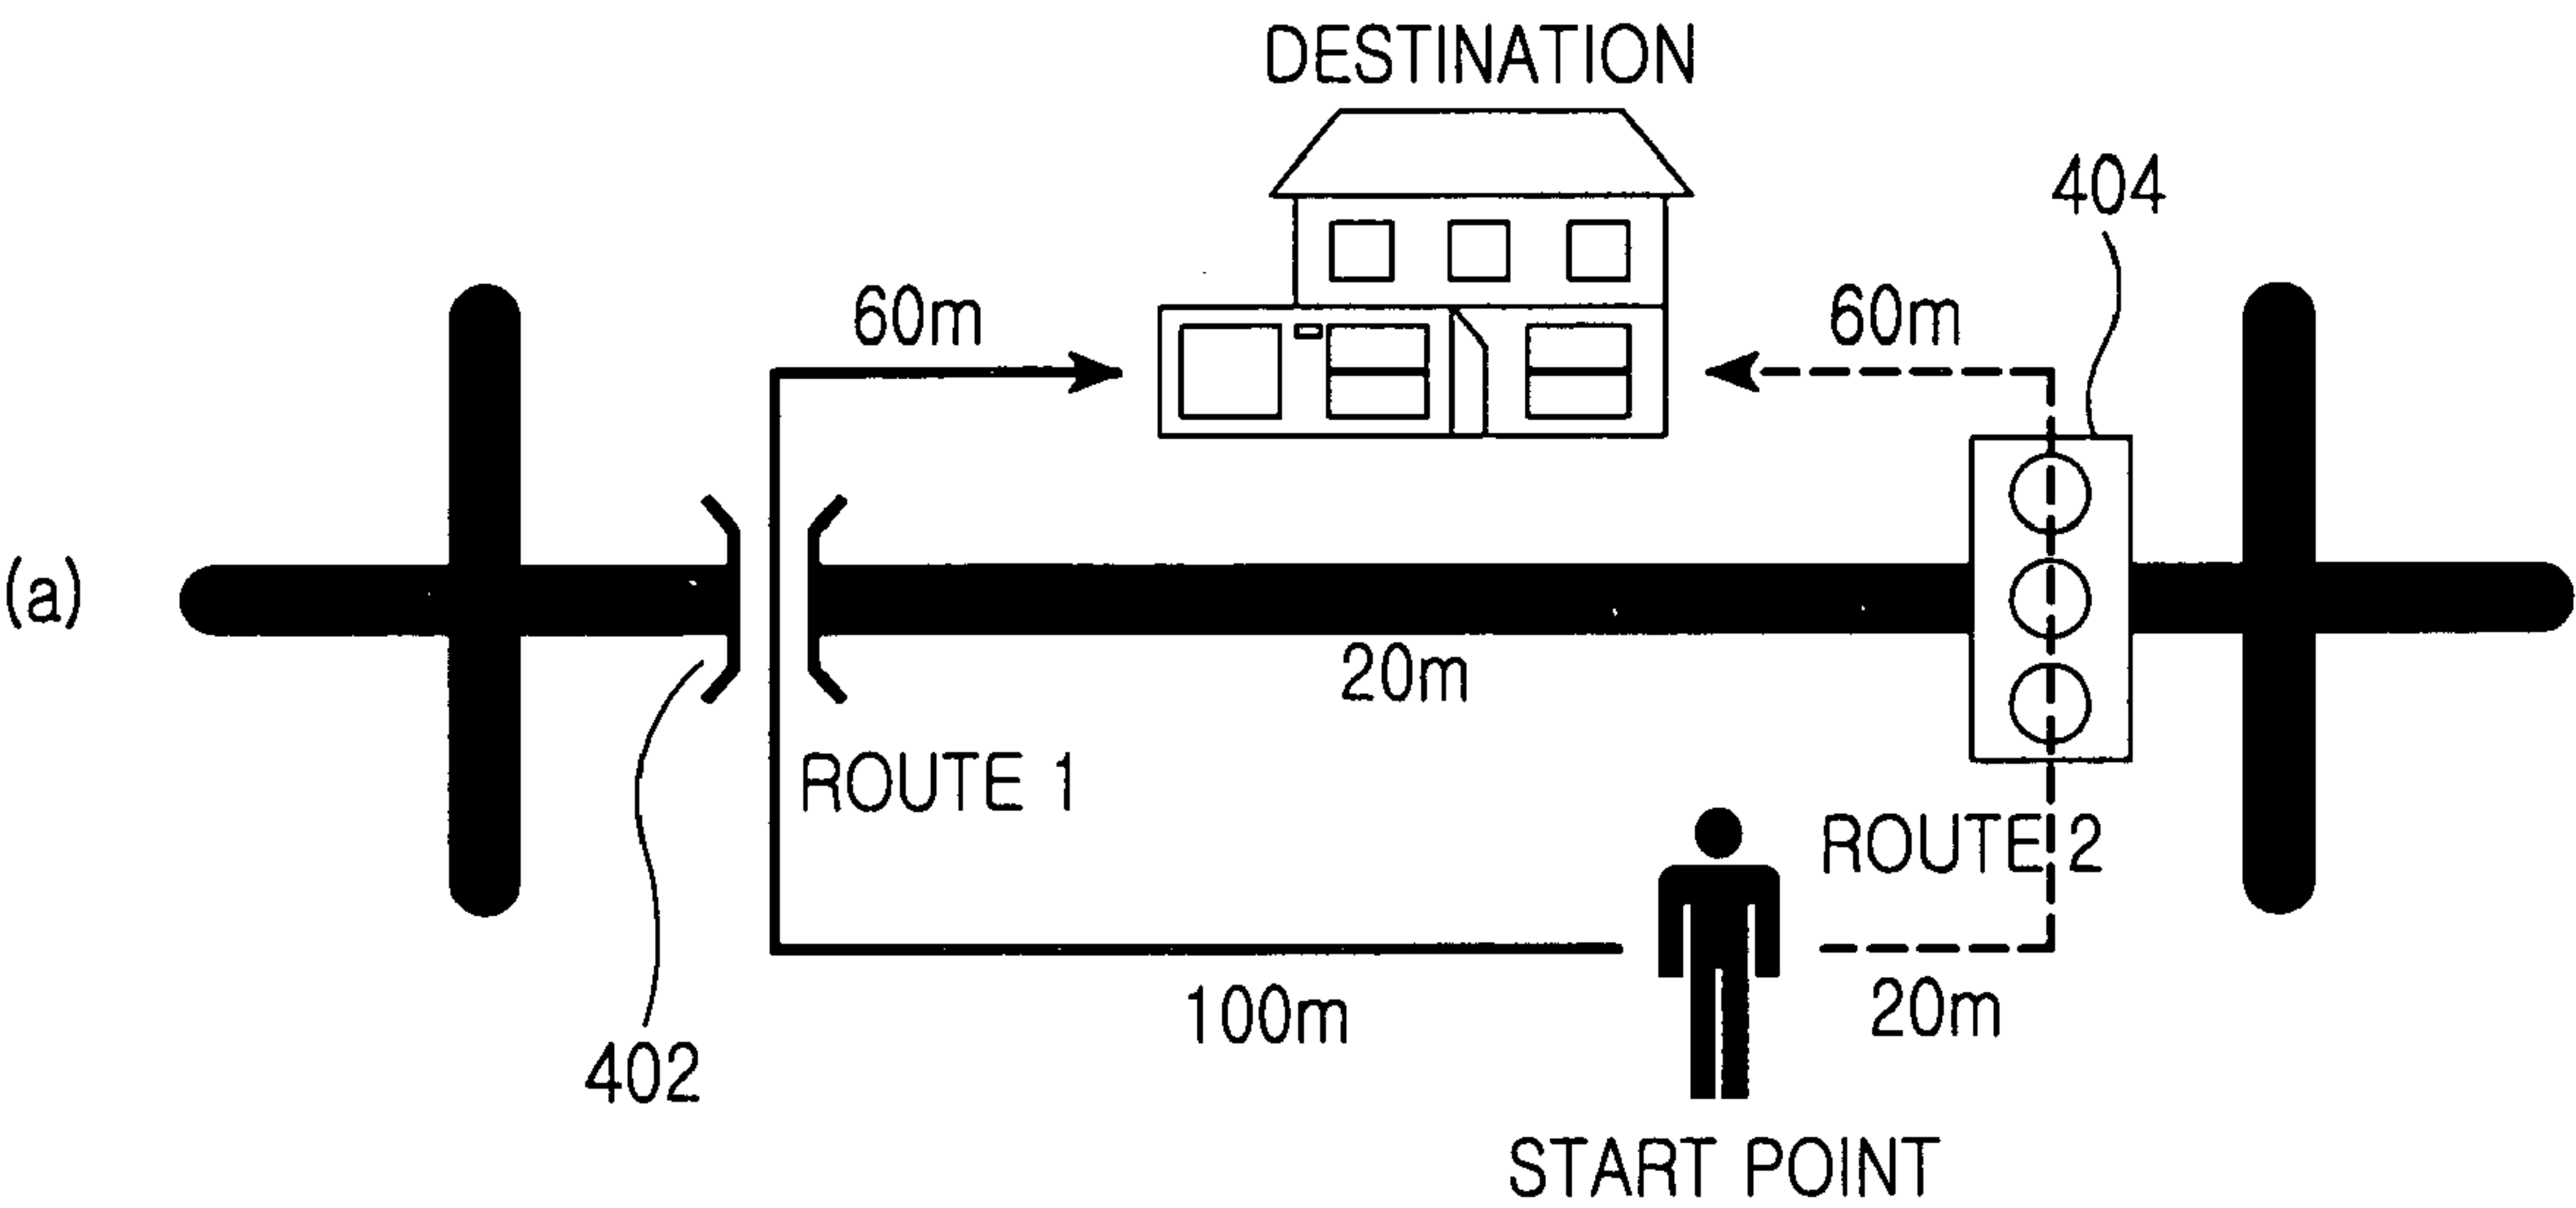 DESTINATION
404
60m
60m
(a)
20m
ROUTE 1
ROUTE 2
100m
20m
402
START POINT